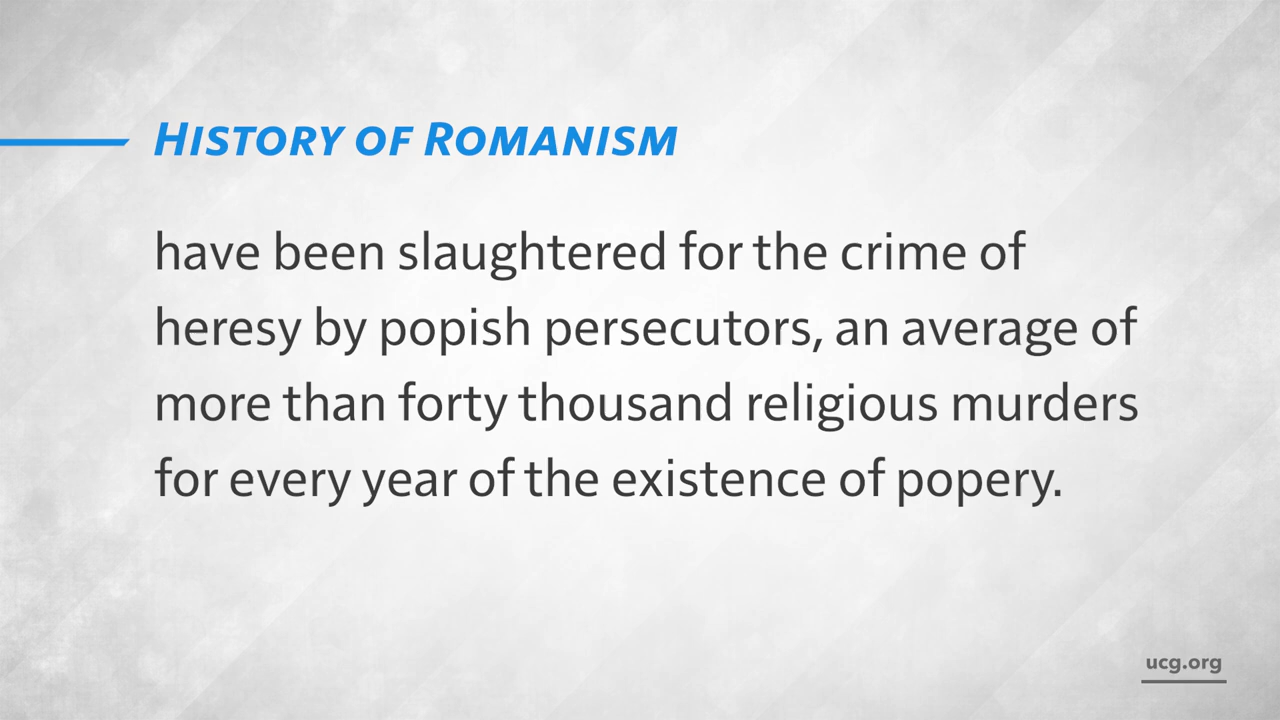 History of Romanism
have been slaughtered for the crime of
heresy by popish persecutors, an average of
more than forty thousand religious murders
for every year of the existence of popery.
ucg.org